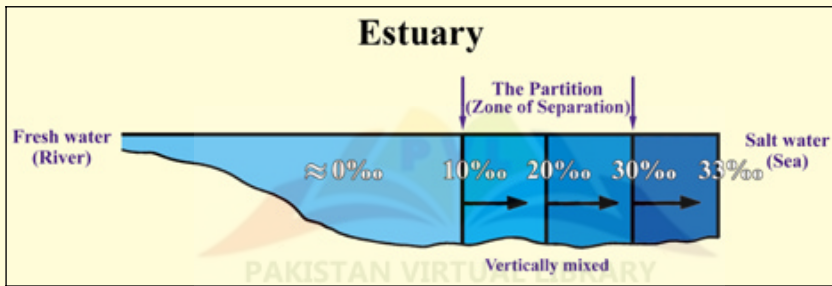 Estuary
The Partition
(Zone of Separation)
Fresh water
(River)
Salt water
(Sea)
≈ 0‰ 10‰ 20‰ 30‰ 33‰
Vertically mixed
PVL
PAKISTAN VIRTUAL LIBRARY